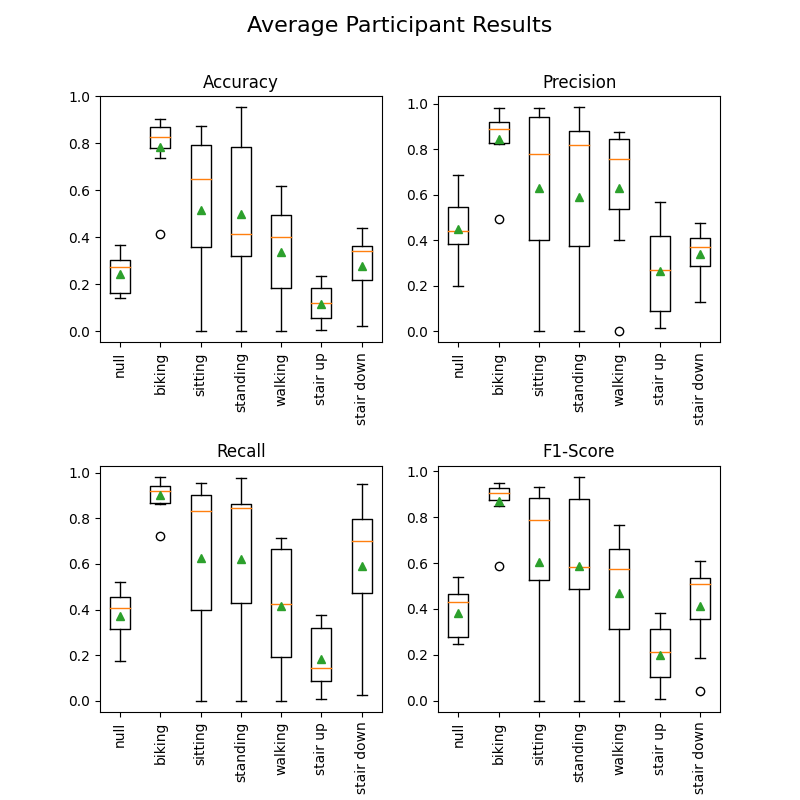 Average Participant Results
Accuracy
1.0
0.8
0.6
0.4
0.2
0.0
null
biking
sitting
standing
walking
stair up
stair down
Precision
1.0
0.8
0.6
0.4
0.2
0.0
null
biking
sitting
standing
walking
stair up
stair down
Recall
1.0
0.8
0.6
0.4
0.2
0.0
null
biking
sitting
standing
walking
stair up
stair down
F1-Score
1.0
0.8
0.6
0.4
0.2
0.0
null
biking
sitting
standing
walking
stair up
stair down